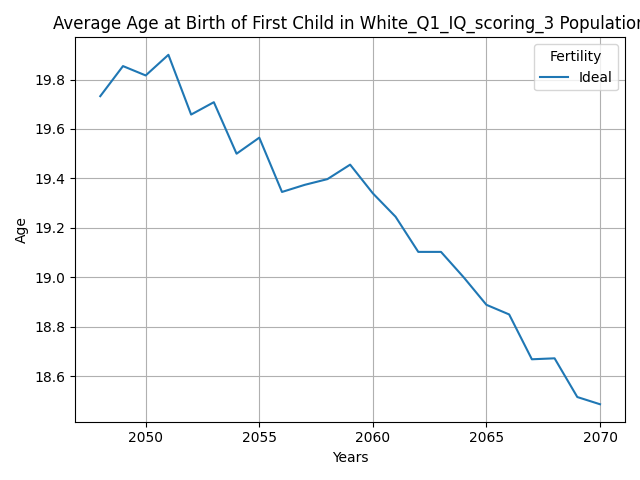 Average Age at Birth of First Child in White_Q1_IQ_scoring_3 Population
Fertility
Ideal
Age
19.8
19.6
19.4
19.2
19.0
18.8
18.6
2050 2055 2060 2065 2070
Years